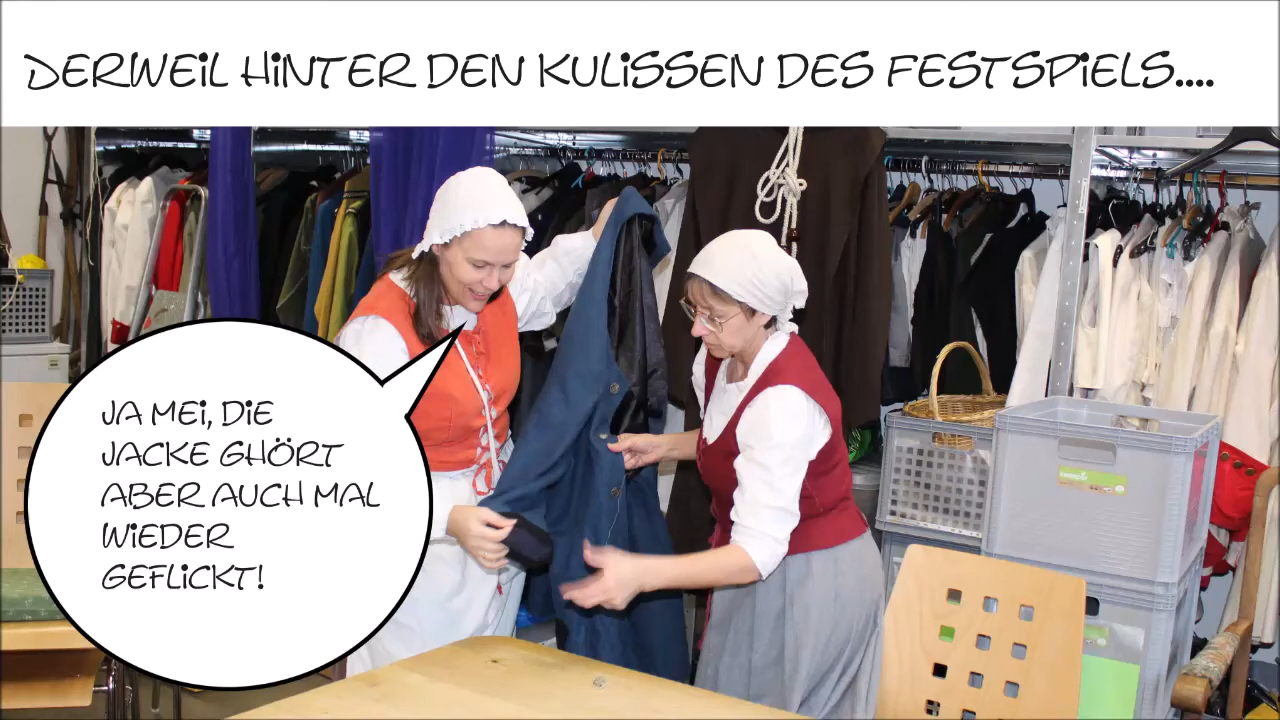 DERWEIL HINTER DEN KULISSEN DES FESTSPIELS....
JA MEI, DIE
JACKE GHÖRT
ABER AUCH MAL
WIEDER
GEFLICKT!